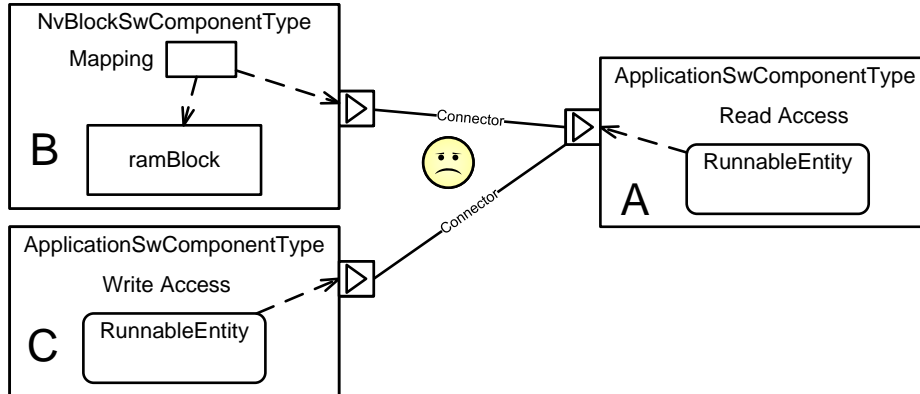 NvBlockSwComponentType
Mapping
B
ramBlock
Connector
ApplicationSwComponentType
Read Access
RunnableEntity
A
Connector
ApplicationSwComponentType
Write Access
RunnableEntity
C